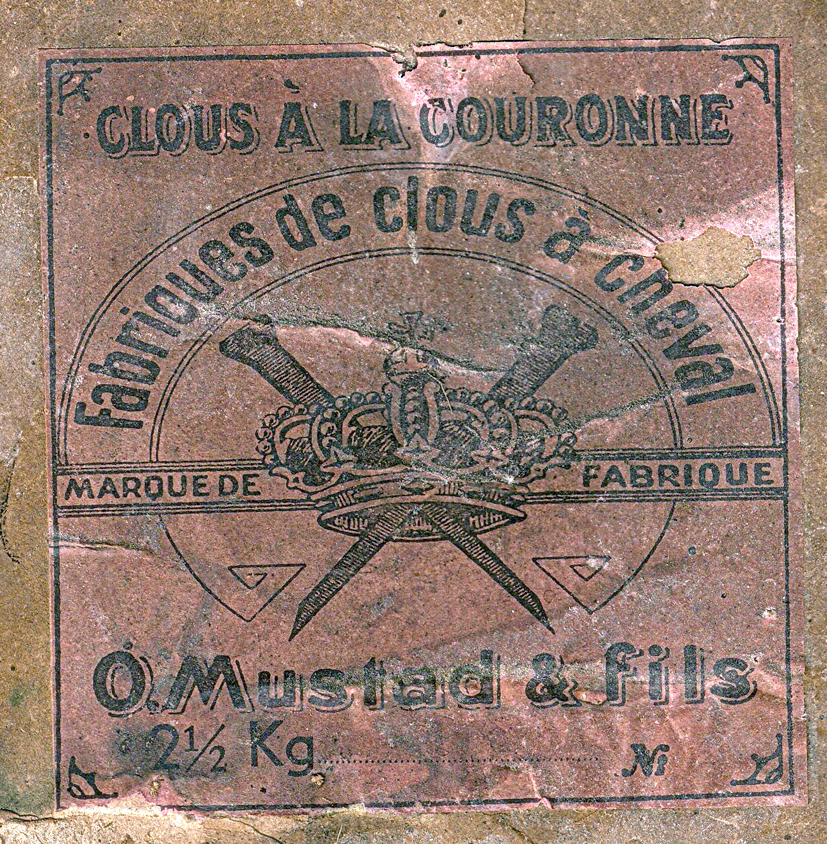 CLOUS À LA COURONNE
Fabriques de clous à cheval
MARQUE DE FABRIQUE
O. Mustad & fils
2½ Kg. Nr